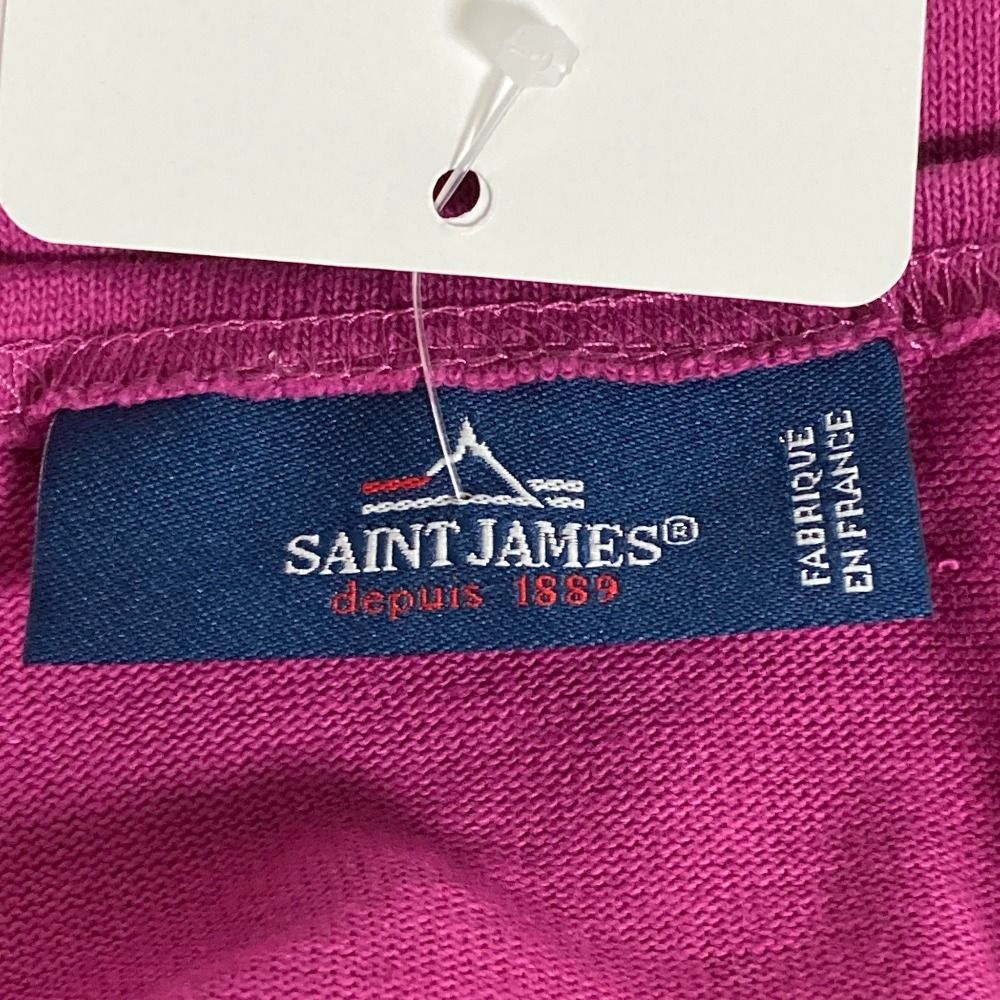 SAINT JAMES®
depuis 1889
FABRIQUÉ
EN FRANCE